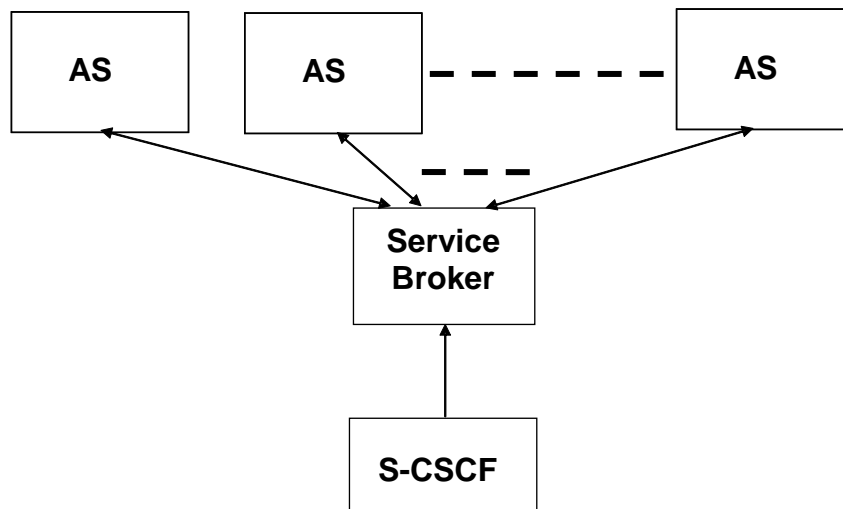 AS
AS
AS
Service
Broker
S-CSCF